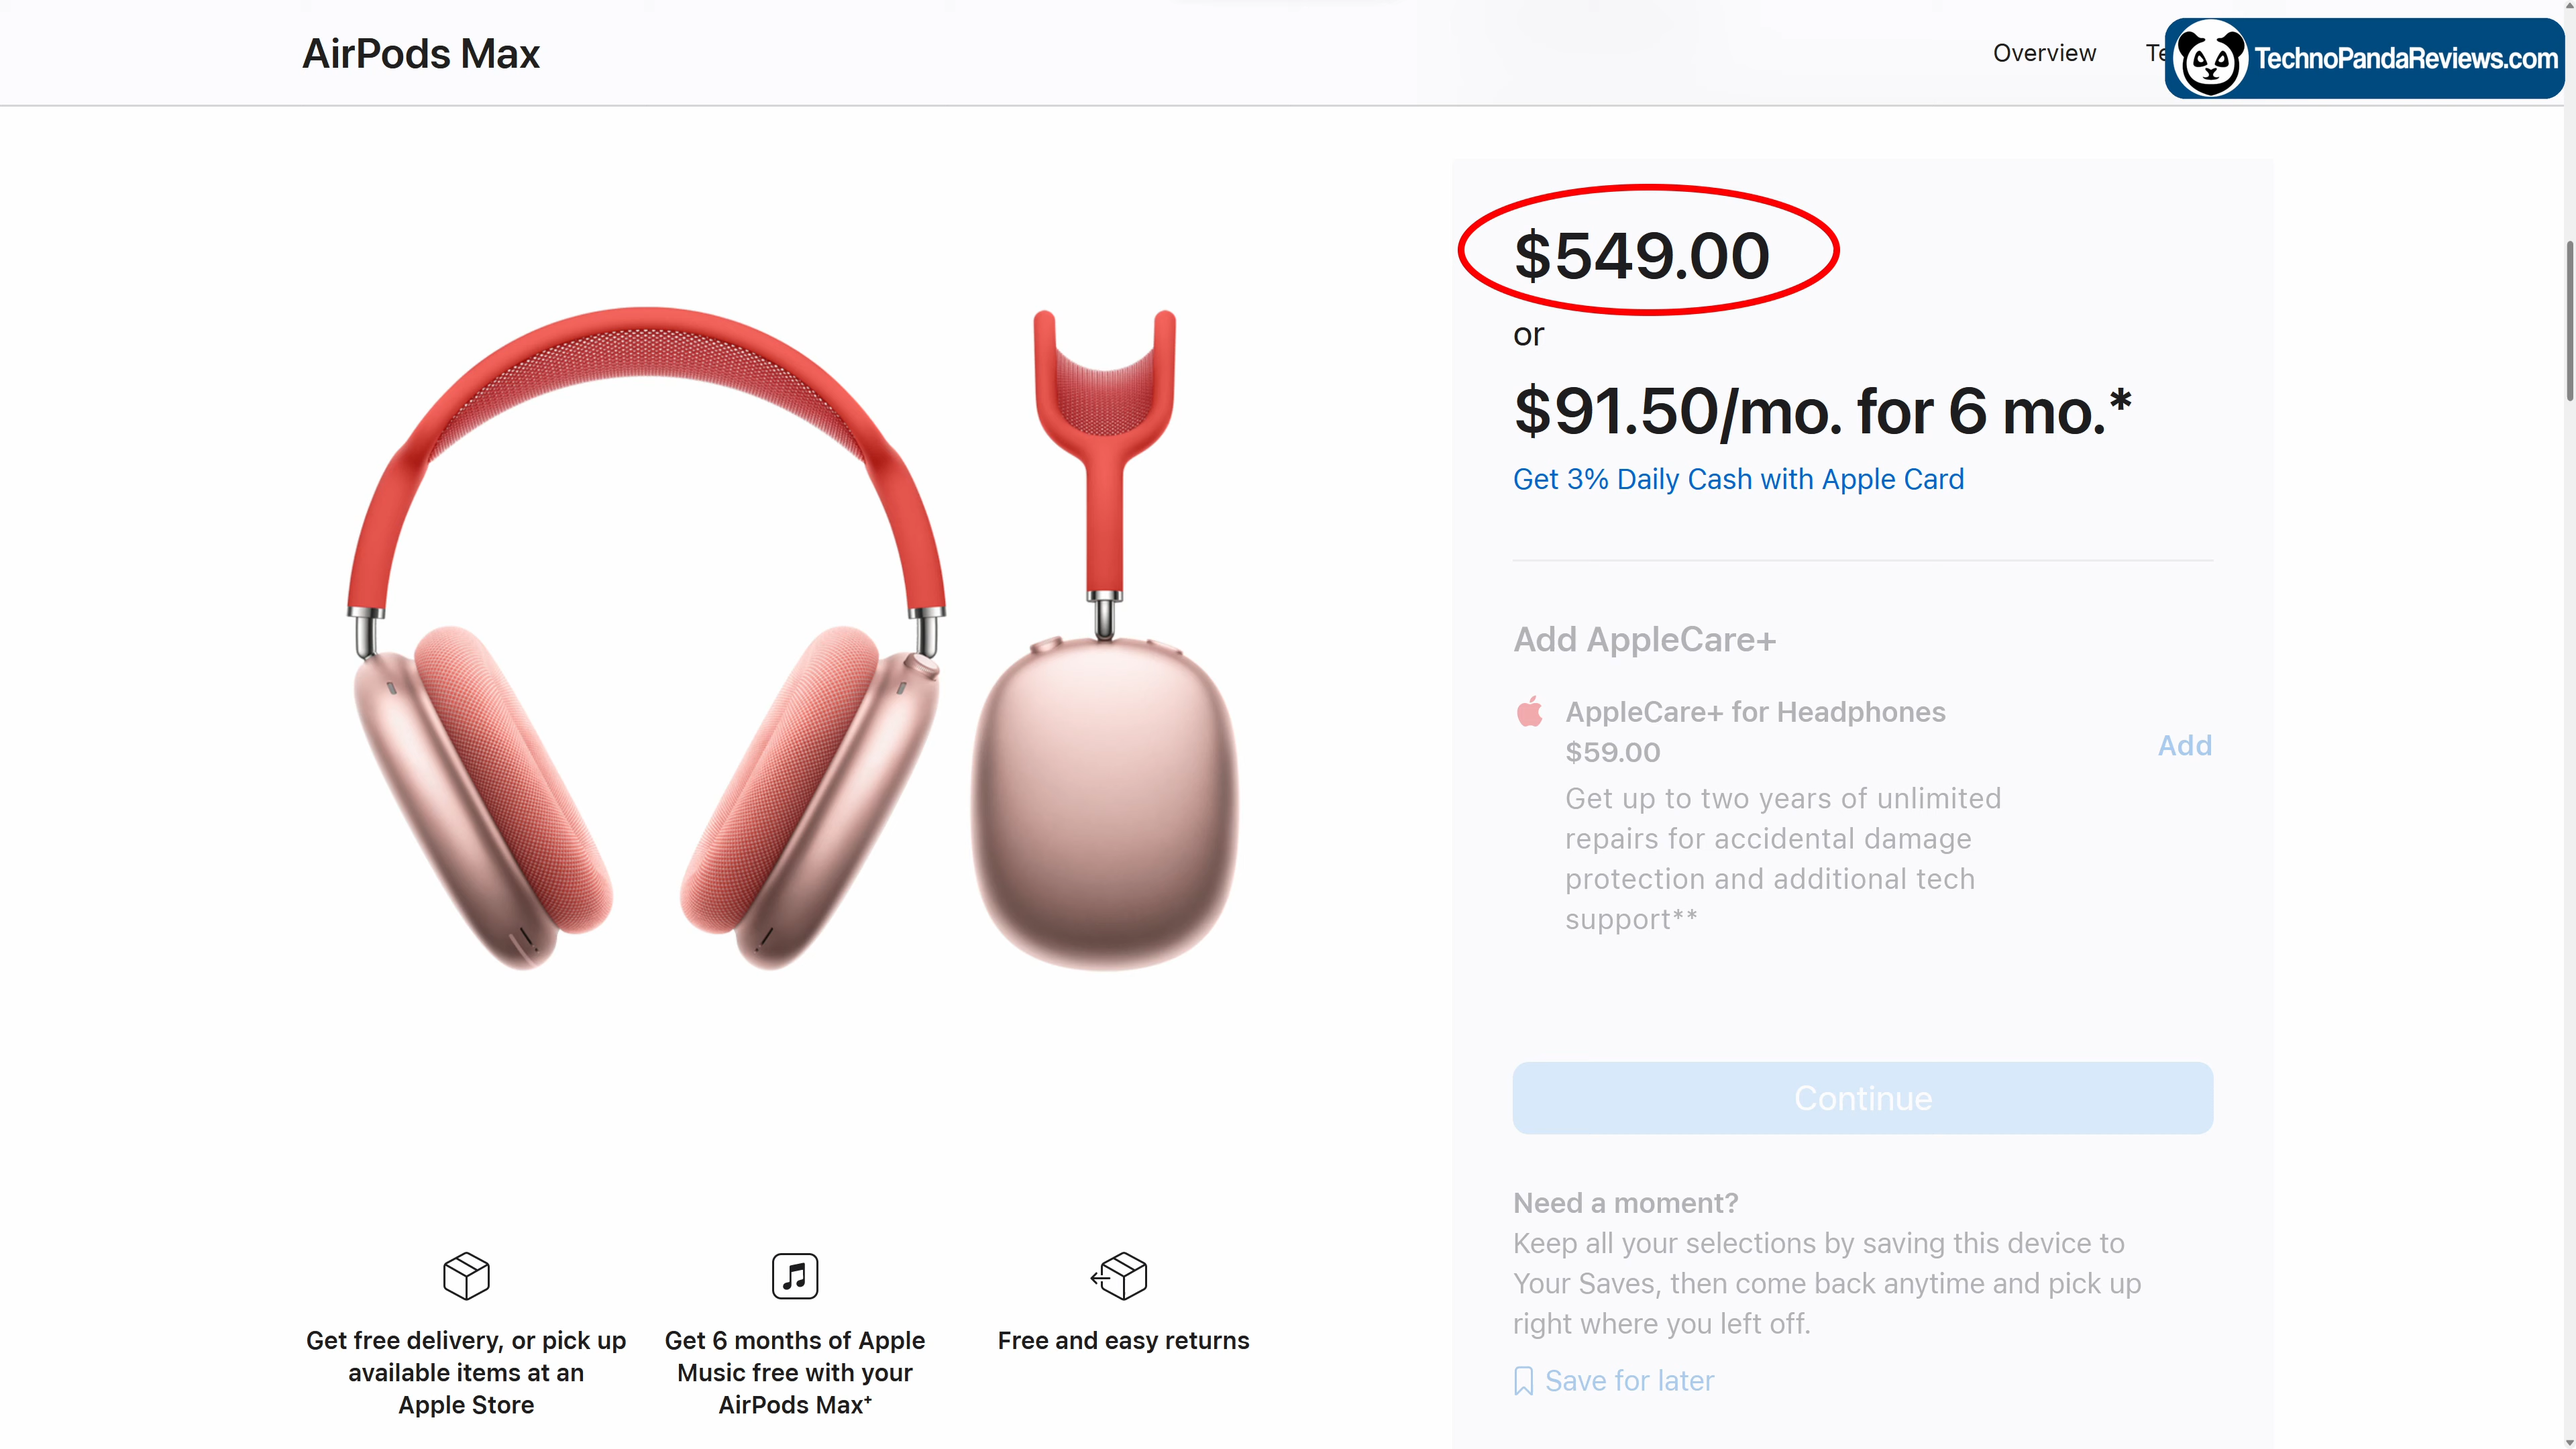 AirPods Max
Overview
TechnoPandaReviews.com
$549.00
or
$91.50/mo. for 6 mo.*
Get 3% Daily Cash with Apple Card
Add AppleCare+
AppleCare+ for Headphones
$59.00
Add
Get up to two years of unlimited
repairs for accidental damage
protection and additional tech
support**
Continue
Need a moment?
Keep all your selections by saving this device to
Your Saves, then come back anytime and pick up
right where you left off.
Save for later
Get free delivery, or pick up
available items at an
Apple Store
Get 6 months of Apple
Music free with your
AirPods Max⁺
Free and easy returns